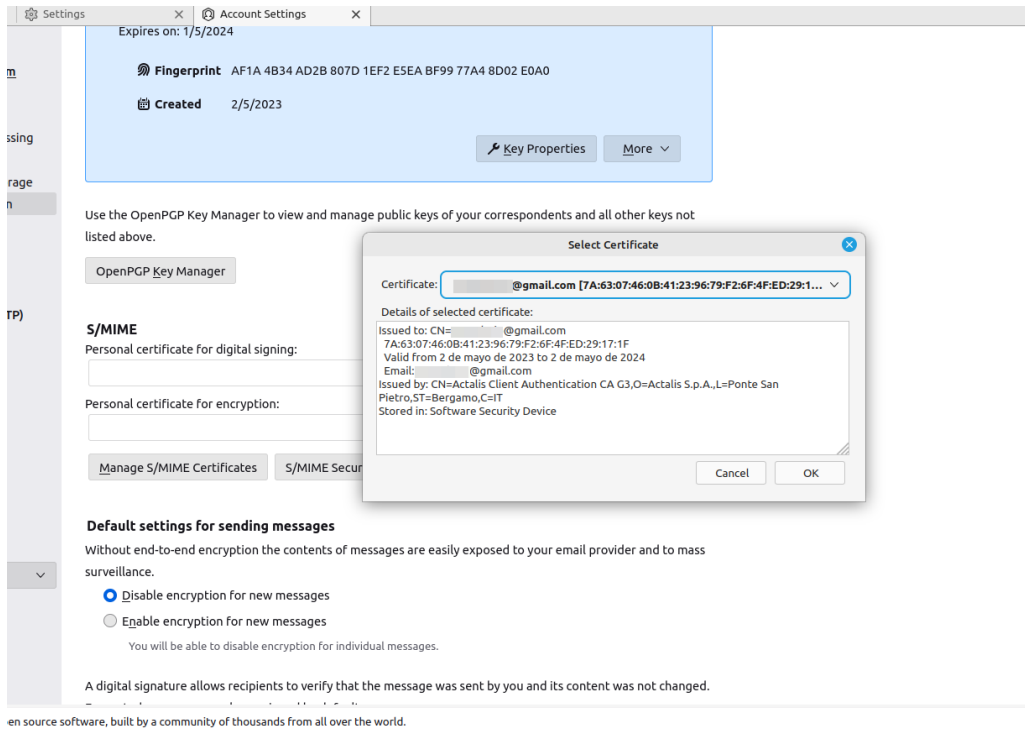 Settings
Account Settings
Expires on: 1/5/2024
Fingerprint AF1A 4B34 AD2B 807D 1EF2 E5EA BF99 77A4 8D02 E0A0
Created 2/5/2023
ssing
Key Properties
More
rage
Use the OpenPGP Key Manager to view and manage public keys of your correspondents and all other keys not
listed above.
OpenPGP Key Manager
TP)
S/MIME
Personal certificate for digital signing:
Personal certificate for encryption:
Manage S/MIME Certificates
S/MIME Secur
Select Certificate
Certificate:
@gmail.com [7A:63:07:46:0B:41:23:96:79:F2:6F:4F:ED:29:1...
Details of selected certificate:
Issued to: CN= @gmail.com
7A:63:07:46:0B:41:23:96:79:F2:6F:4F:ED:29:17:1F
Valid from 2 de mayo de 2023 to 2 de mayo de 2024
Email: @gmail.com
Issued by: CN=Actalis Client Authentication CA G3,O=Actalis S.p.A.,L=Ponte San
Pietro,ST=Bergamo,C=IT
Stored in: Software Security Device
Cancel
OK
Default settings for sending messages
Without end-to-end encryption the contents of messages are easily exposed to your email provider and to mass
surveillance.
Disable encryption for new messages
Enable encryption for new messages
You will be able to disable encryption for individual messages.
A digital signature allows recipients to verify that the message was sent by you and its content was not changed.
en source software, built by a community of thousands from all over the world.